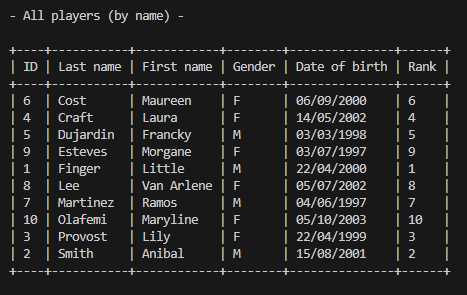 - All players (by name) -
+----+-----------+------------+--------+---------------+------+
| ID | Last name | First name | Gender | Date of birth | Rank |
+----+-----------+------------+--------+---------------+------+
| 6  | Cost      | Maureen    | F      | 06/09/2000    | 6    |
| 4  | Craft     | Laura      | F      | 14/05/2002    | 4    |
| 5  | Dujardin  | Francky    | M      | 03/03/1998    | 5    |
| 9  | Esteves   | Morgane    | F      | 03/07/1997    | 9    |
| 1  | Finger    | Little     | M      | 22/04/2000    | 1    |
| 8  | Lee       | Van Arlene | F      | 05/07/2002    | 8    |
| 7  | Martinez  | Ramos      | M      | 04/06/1997    | 7    |
| 10 | Olafemi   | Maryline   | F      | 05/10/2003    | 10   |
| 3  | Provost   | Lily       | F      | 22/04/1999    | 3    |
| 2  | Smith     | Anibal     | M      | 15/08/2001    | 2    |
+----+-----------+------------+--------+---------------+------+